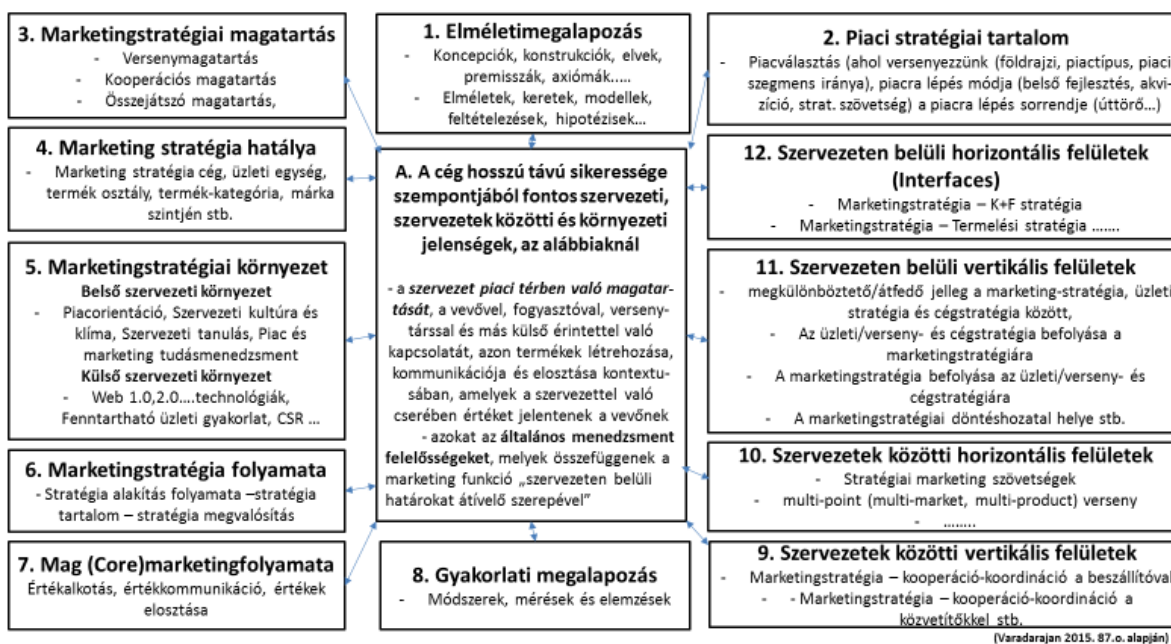 3. Marketingstratégiai magatartás
- Versenymagatartás
- Kooperációs magatartás
- Összejátszó magatartás,
1. Elméletimegalapozás
- Koncepciók, konstrukciók, elvek,
premisszák, axiómák…..
- Elméletek, keretek, modellek,
feltételezések, hipotézisek…
2. Piaci stratégiai tartalom
- Piacválasztás (ahol versenyezzünk (földrajzi, piactípus, piaci
szegmens iránya), piacra lépés módja (belső fejlesztés, akvi-
zíció, strat. szövetség) a piacra lépés sorrendje (úttörő…)
4. Marketing stratégia hatálya
- Marketing stratégia cég, üzleti egység,
termék osztály, termék-kategória, márka
szintjén stb.
A. A cég hosszú távú sikeressége
szempontjából fontos szervezeti,
szervezetek közötti és környezeti
jelenségek, az alábbiaknál
- a szervezet piaci térben való magatar-
tását, a vevővel, fogyasztóval, verseny-
társsal és más külső érintettel való
kapcsolatát, azon termékek létrehozása,
kommunikációja és elosztása kontextu-
sában, amelyek a szervezettel való
cserében értéket jelentenek a vevőnek
- azokat az általános menedzsment
felelősségeket, melyek összefüggenek a
marketing funkció „szervezeten belüli
határokat átívelő szerepével”
12. Szervezeten belüli horizontális felületek
(Interfaces)
- Marketingstratégia – K+F stratégia
- Marketingstratégia – Termelési stratégia …….
5. Marketingstratégiai környezet
Belső szervezeti környezet
- Piacorientáció, Szervezeti kultúra és
klíma, Szervezeti tanulás, Piac és
marketing tudásmenedzsment
Külső szervezeti környezet
- Web 1.0,2.0….technológiák,
Fenntartható üzleti gyakorlat, CSR …
11. Szervezeten belüli vertikális felületek
- megkülönböztető/átfedő jelleg a marketing-stratégia, üzleti
stratégia és cégstratégia között,
- Az üzleti/verseny- és cégstratégia befolyása a
marketingstratégiára
- A marketingstratégia befolyása az üzleti/verseny- és
cégstratégiára
- A marketingstratégiai döntéshozatal helye stb.
6. Marketingstratégia folyamata
- Stratégia alakítás folyamata –stratégia
tartalom – stratégia megvalósítás
10. Szervezetek közötti horizontális felületek
- Stratégiai marketing szövetségek
- multi-point (multi-market, multi-product) verseny
- ……..
7. Mag (Core)marketingfolyamata
Értékalkotás, értékkommunikáció, értékek
elosztása
8. Gyakorlati megalapozás
- Módszerek, mérések és elemzések
9. Szervezetek közötti vertikális felületek
- Marketingstratégia – kooperáció-koordináció a beszállítóval
- - Marketingstratégia – kooperáció-koordináció a
közvetítőkkel stb.
(Varadarajan 2015. 87.o. alapján)